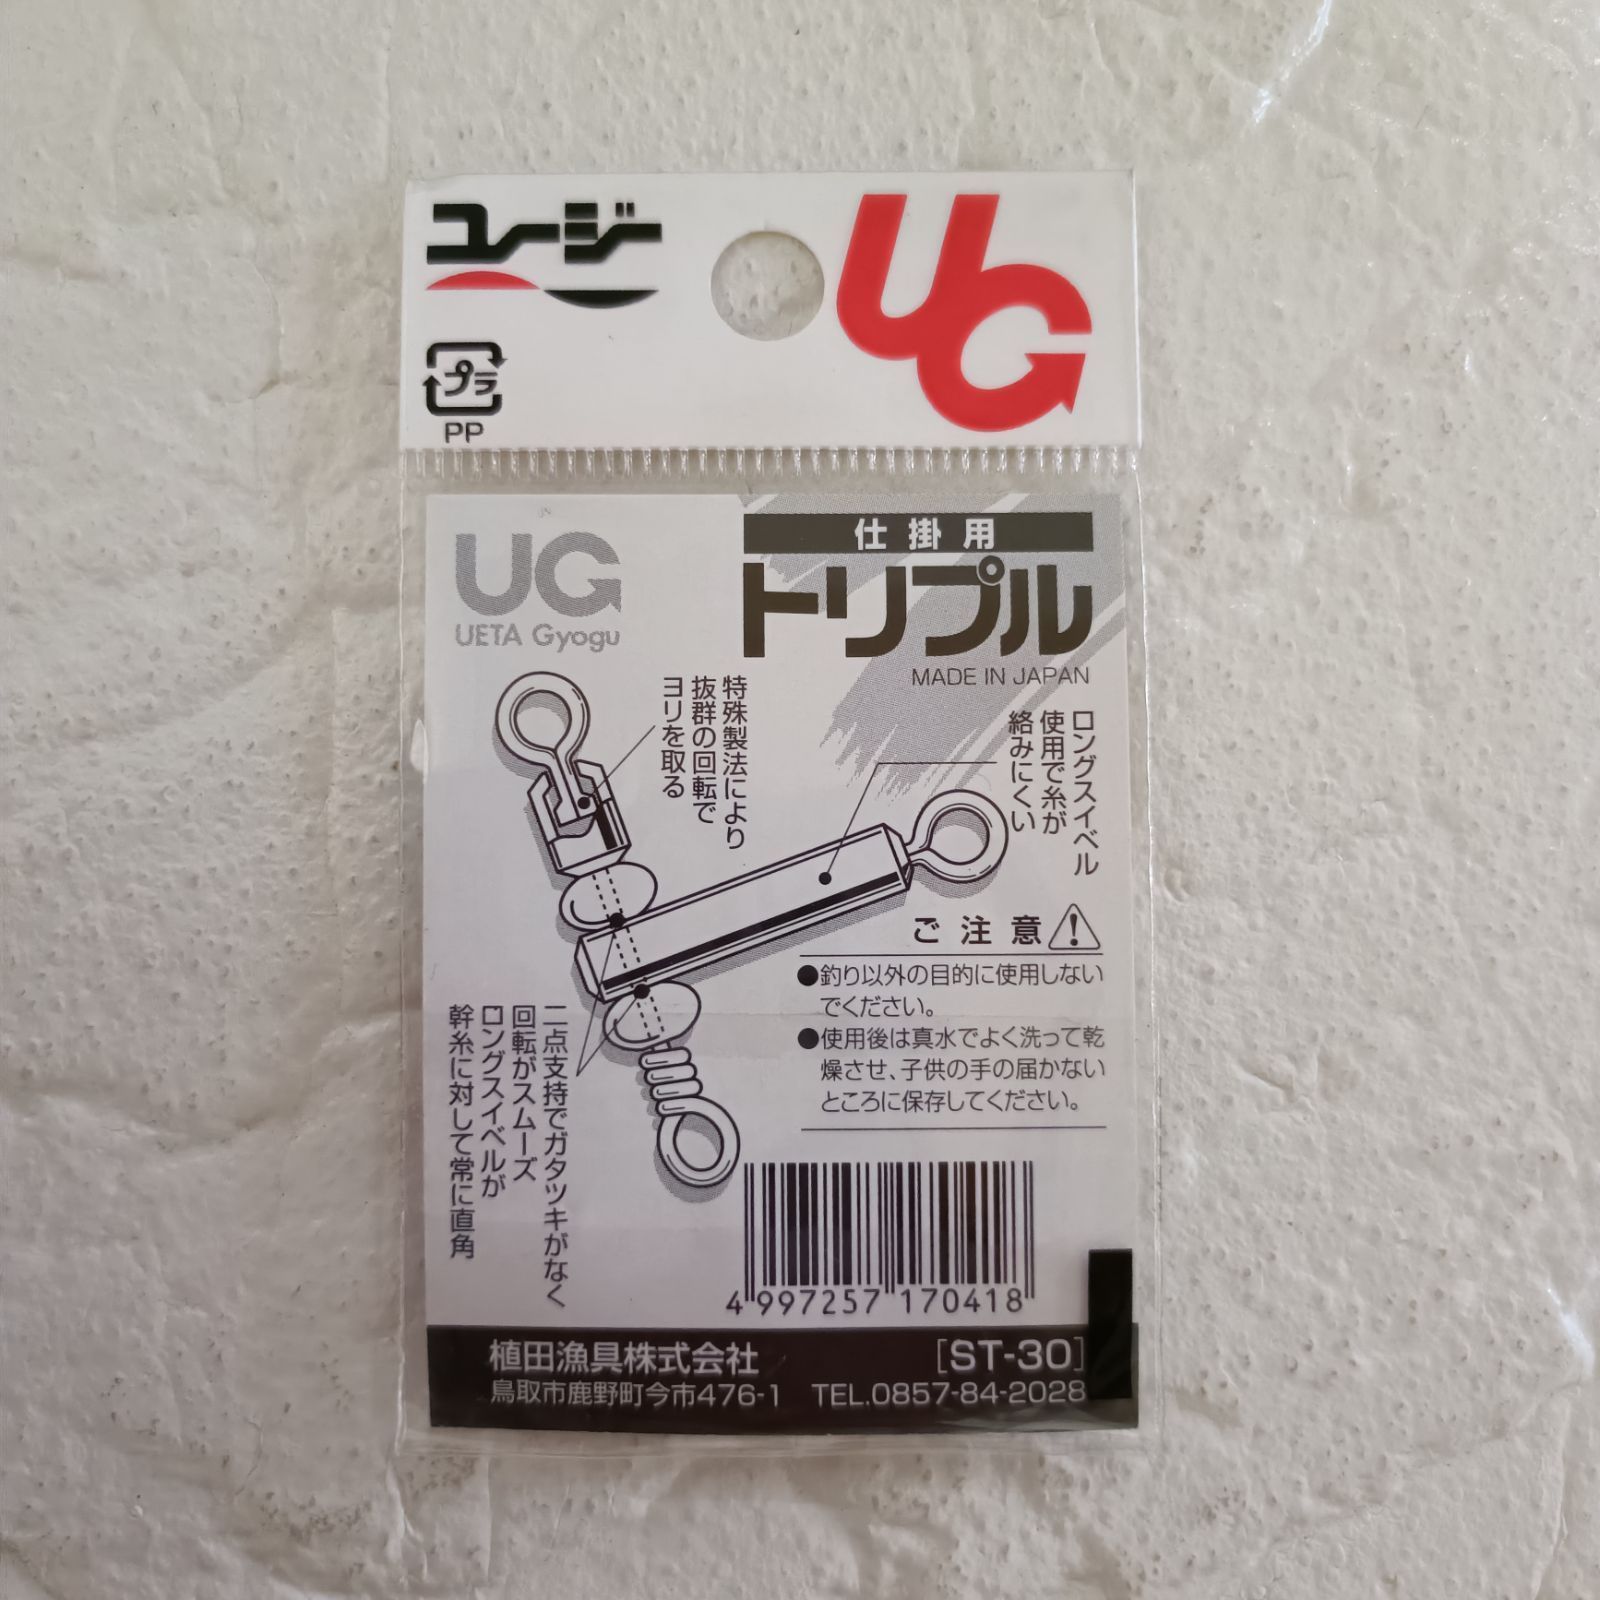 ユージー
UG
プラ
PP
UG
UETA Gyogu
仕掛用
トリプル
MADE IN JAPAN
特殊製法により
抜群の回転で
ヨリを取る
ロングスイベル
使用で糸が
絡みにくい
ご注意
●釣り以外の目的に使用しない
でください。
●使用後は真水でよく洗って乾
燥させ、子供の手の届かない
ところに保存してください。
二点支持でガタツキがなく
回転がスムーズ
ロングスイベルが
幹糸に対して常に直角
4 997257 170418
植田漁具株式会社 [ST-30]
鳥取市鹿野町今市476-1 TEL.0857-84-2028